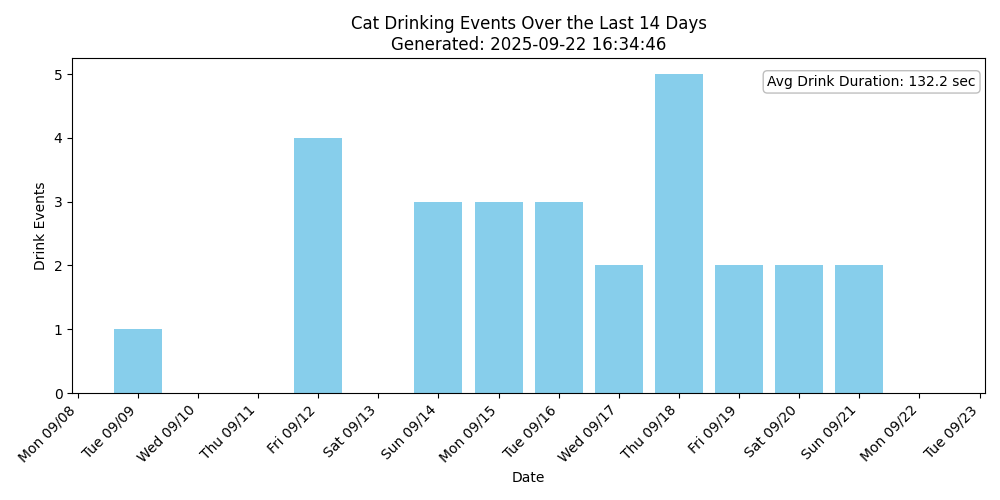 Cat Drinking Events Over the Last 14 Days
Generated: 2025-09-22 16:34:46
Avg Drink Duration: 132.2 sec
Drink Events
5
4
3
2
1
0
Mon 09/08
Tue 09/09
Wed 09/10
Thu 09/11
Fri 09/12
Sat 09/13
Sun 09/14
Mon 09/15
Tue 09/16
Wed 09/17
Thu 09/18
Fri 09/19
Sat 09/20
Sun 09/21
Mon 09/22
Tue 09/23
Date